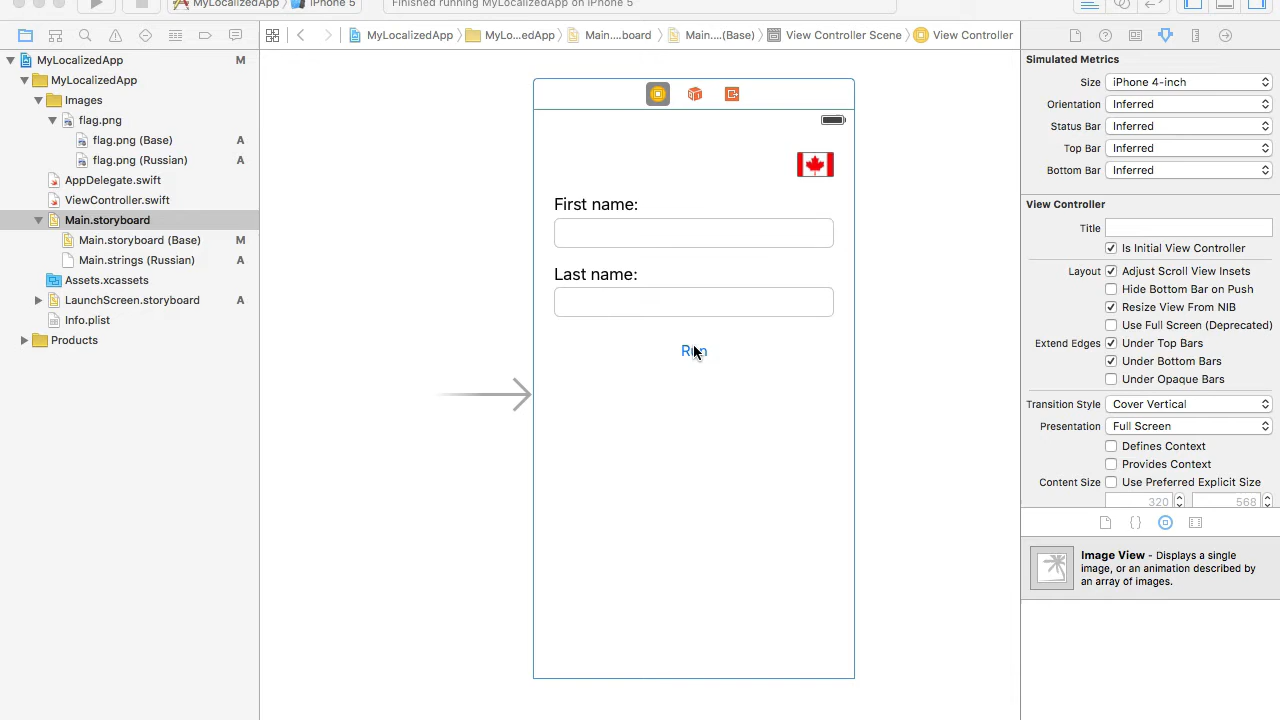 MyLocalizedApp
iPhone 5
Finished running MyLocalizedApp on iPhone 5
MyLocalizedApp
MyLo...edApp
Main....board
Main....(Base)
View Controller Scene
View Controller
MyLocalizedApp M
MyLocalizedApp
Images
flag.png
flag.png (Base) A
flag.png (Russian) A
AppDelegate.swift
ViewController.swift
Main.storyboard
Main.storyboard (Base) M
Main.strings (Russian) A
Assets.xcassets
LaunchScreen.storyboard A
Info.plist
Products
First name:
Last name:
Run
Simulated Metrics
Size iPhone 4-inch
Orientation Inferred
Status Bar Inferred
Top Bar Inferred
Bottom Bar Inferred
View Controller
Title
Is Initial View Controller
Layout Adjust Scroll View Insets
Hide Bottom Bar on Push
Resize View From NIB
Use Full Screen (Deprecated)
Extend Edges Under Top Bars
Under Bottom Bars
Under Opaque Bars
Transition Style Cover Vertical
Presentation Full Screen
Defines Context
Provides Context
Content Size Use Preferred Explicit Size
320 568
Image View - Displays a single
image, or an animation described by
an array of images.